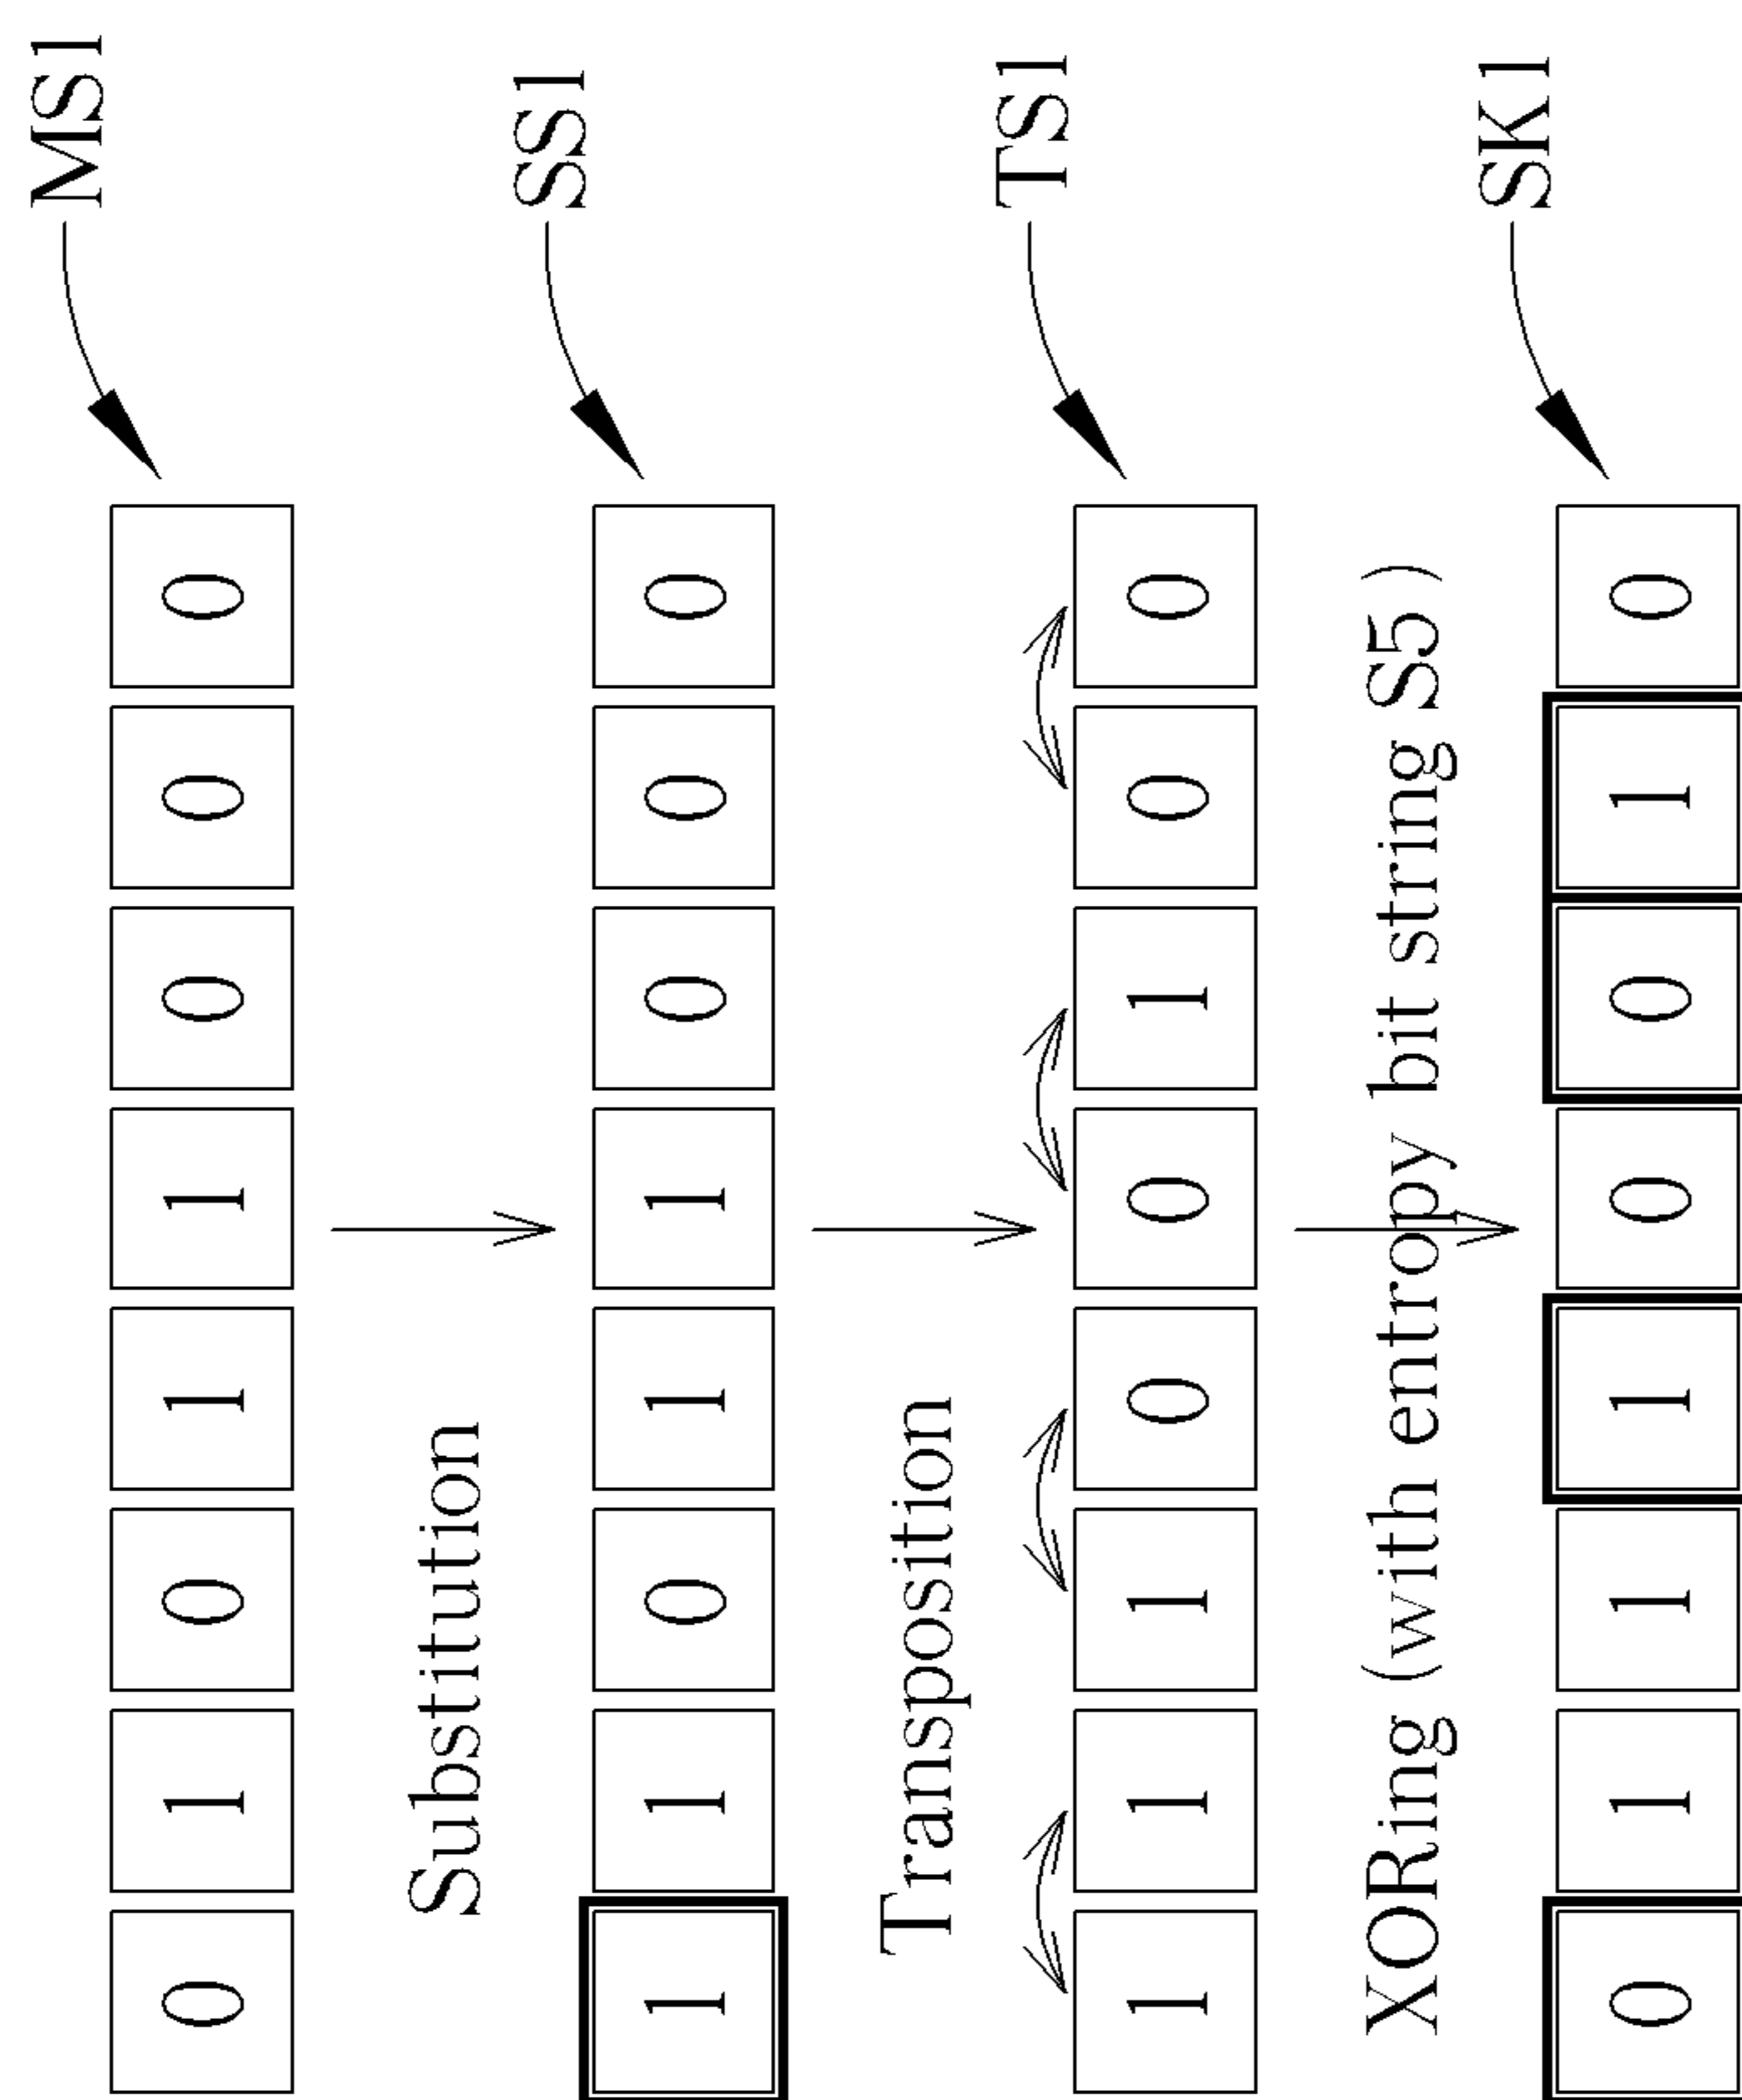 MS1
0 1 0 1 1 0 0 0
Substitution
SS1
1 1 0 1 1 0 0 0
Transposition
TS1
1 1 1 0 0 1 0 0
XORing (with entropy bit string S5 )
SK1
0 1 1 1 0 0 1 0